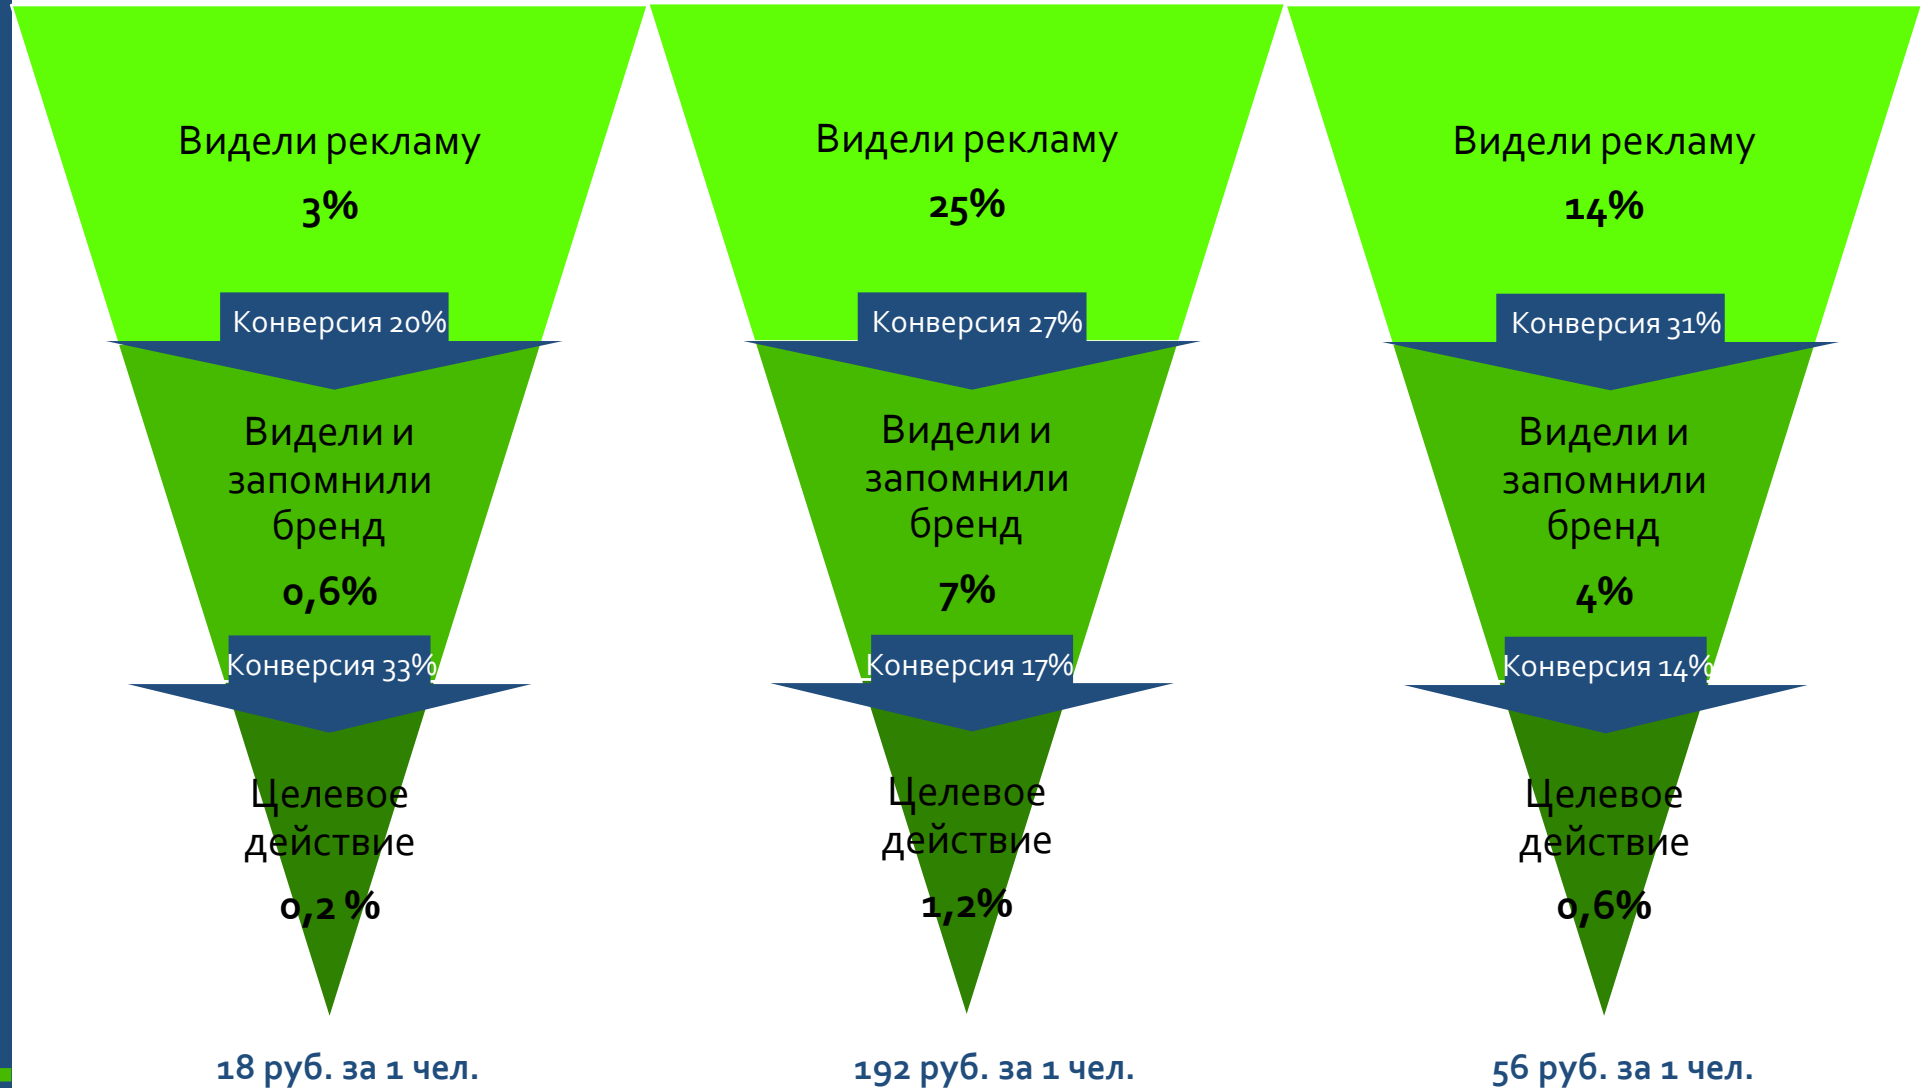 Видели рекламу
3%
Конверсия 20%
Видели и
запомнили
бренд
0,6%
Конверсия 33%
Целевое
действие
0,2 %
18 руб. за 1 чел.
Видели рекламу
25%
Конверсия 27%
Видели и
запомнили
бренд
7%
Конверсия 17%
Целевое
действие
1,2%
192 руб. за 1 чел.
Видели рекламу
14%
Конверсия 31%
Видели и
запомнили
бренд
4%
Конверсия 14%
Целевое
действие
0,6%
56 руб. за 1 чел.